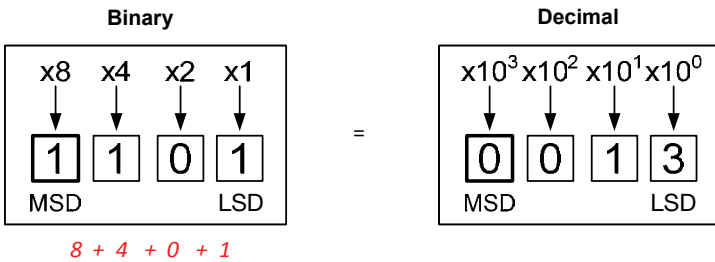 Binary Decimal
x8 x4 x2 x1 x10³ x10² x10¹ x10⁰
1 1 0 1 = 0 0 1 3
MSD LSD MSD LSD
8 + 4 + 0 + 1